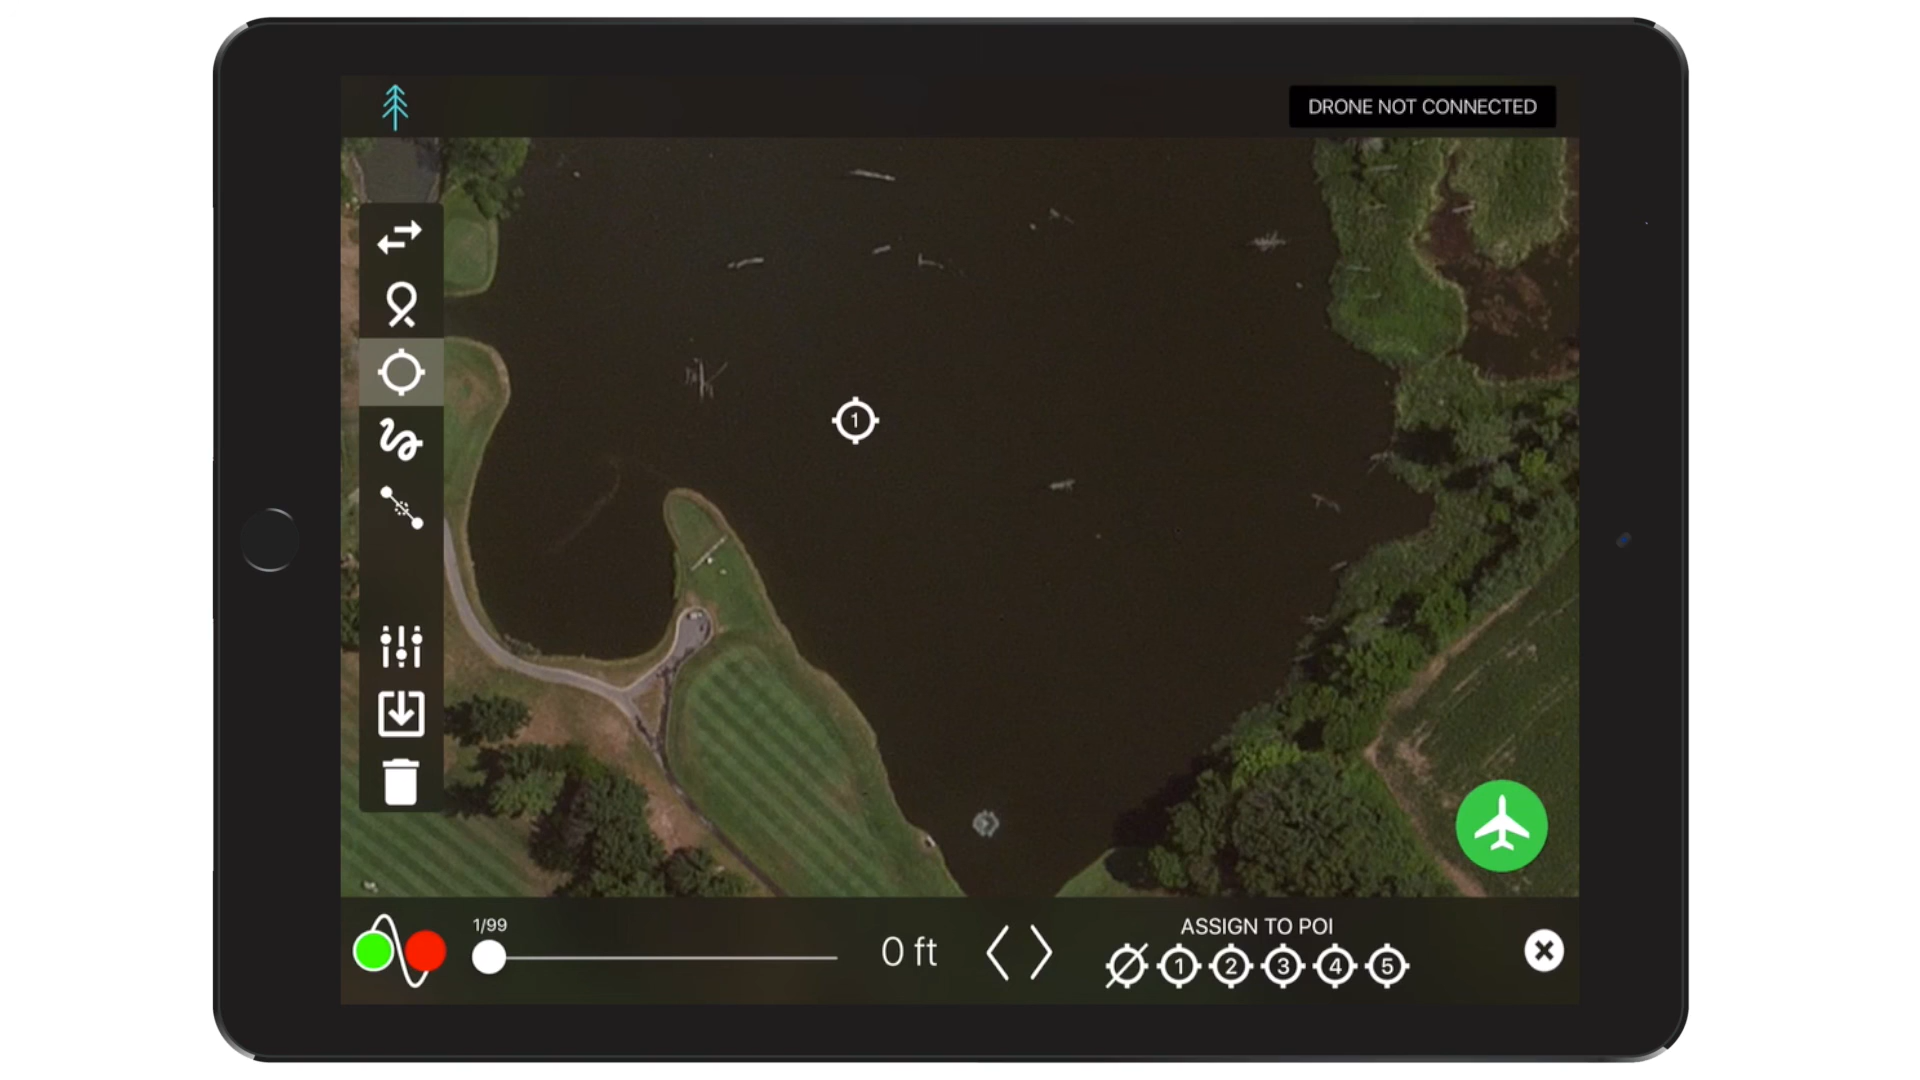 DRONE NOT CONNECTED
1
1/99
0 ft
ASSIGN TO POI
1 2 3 4 5